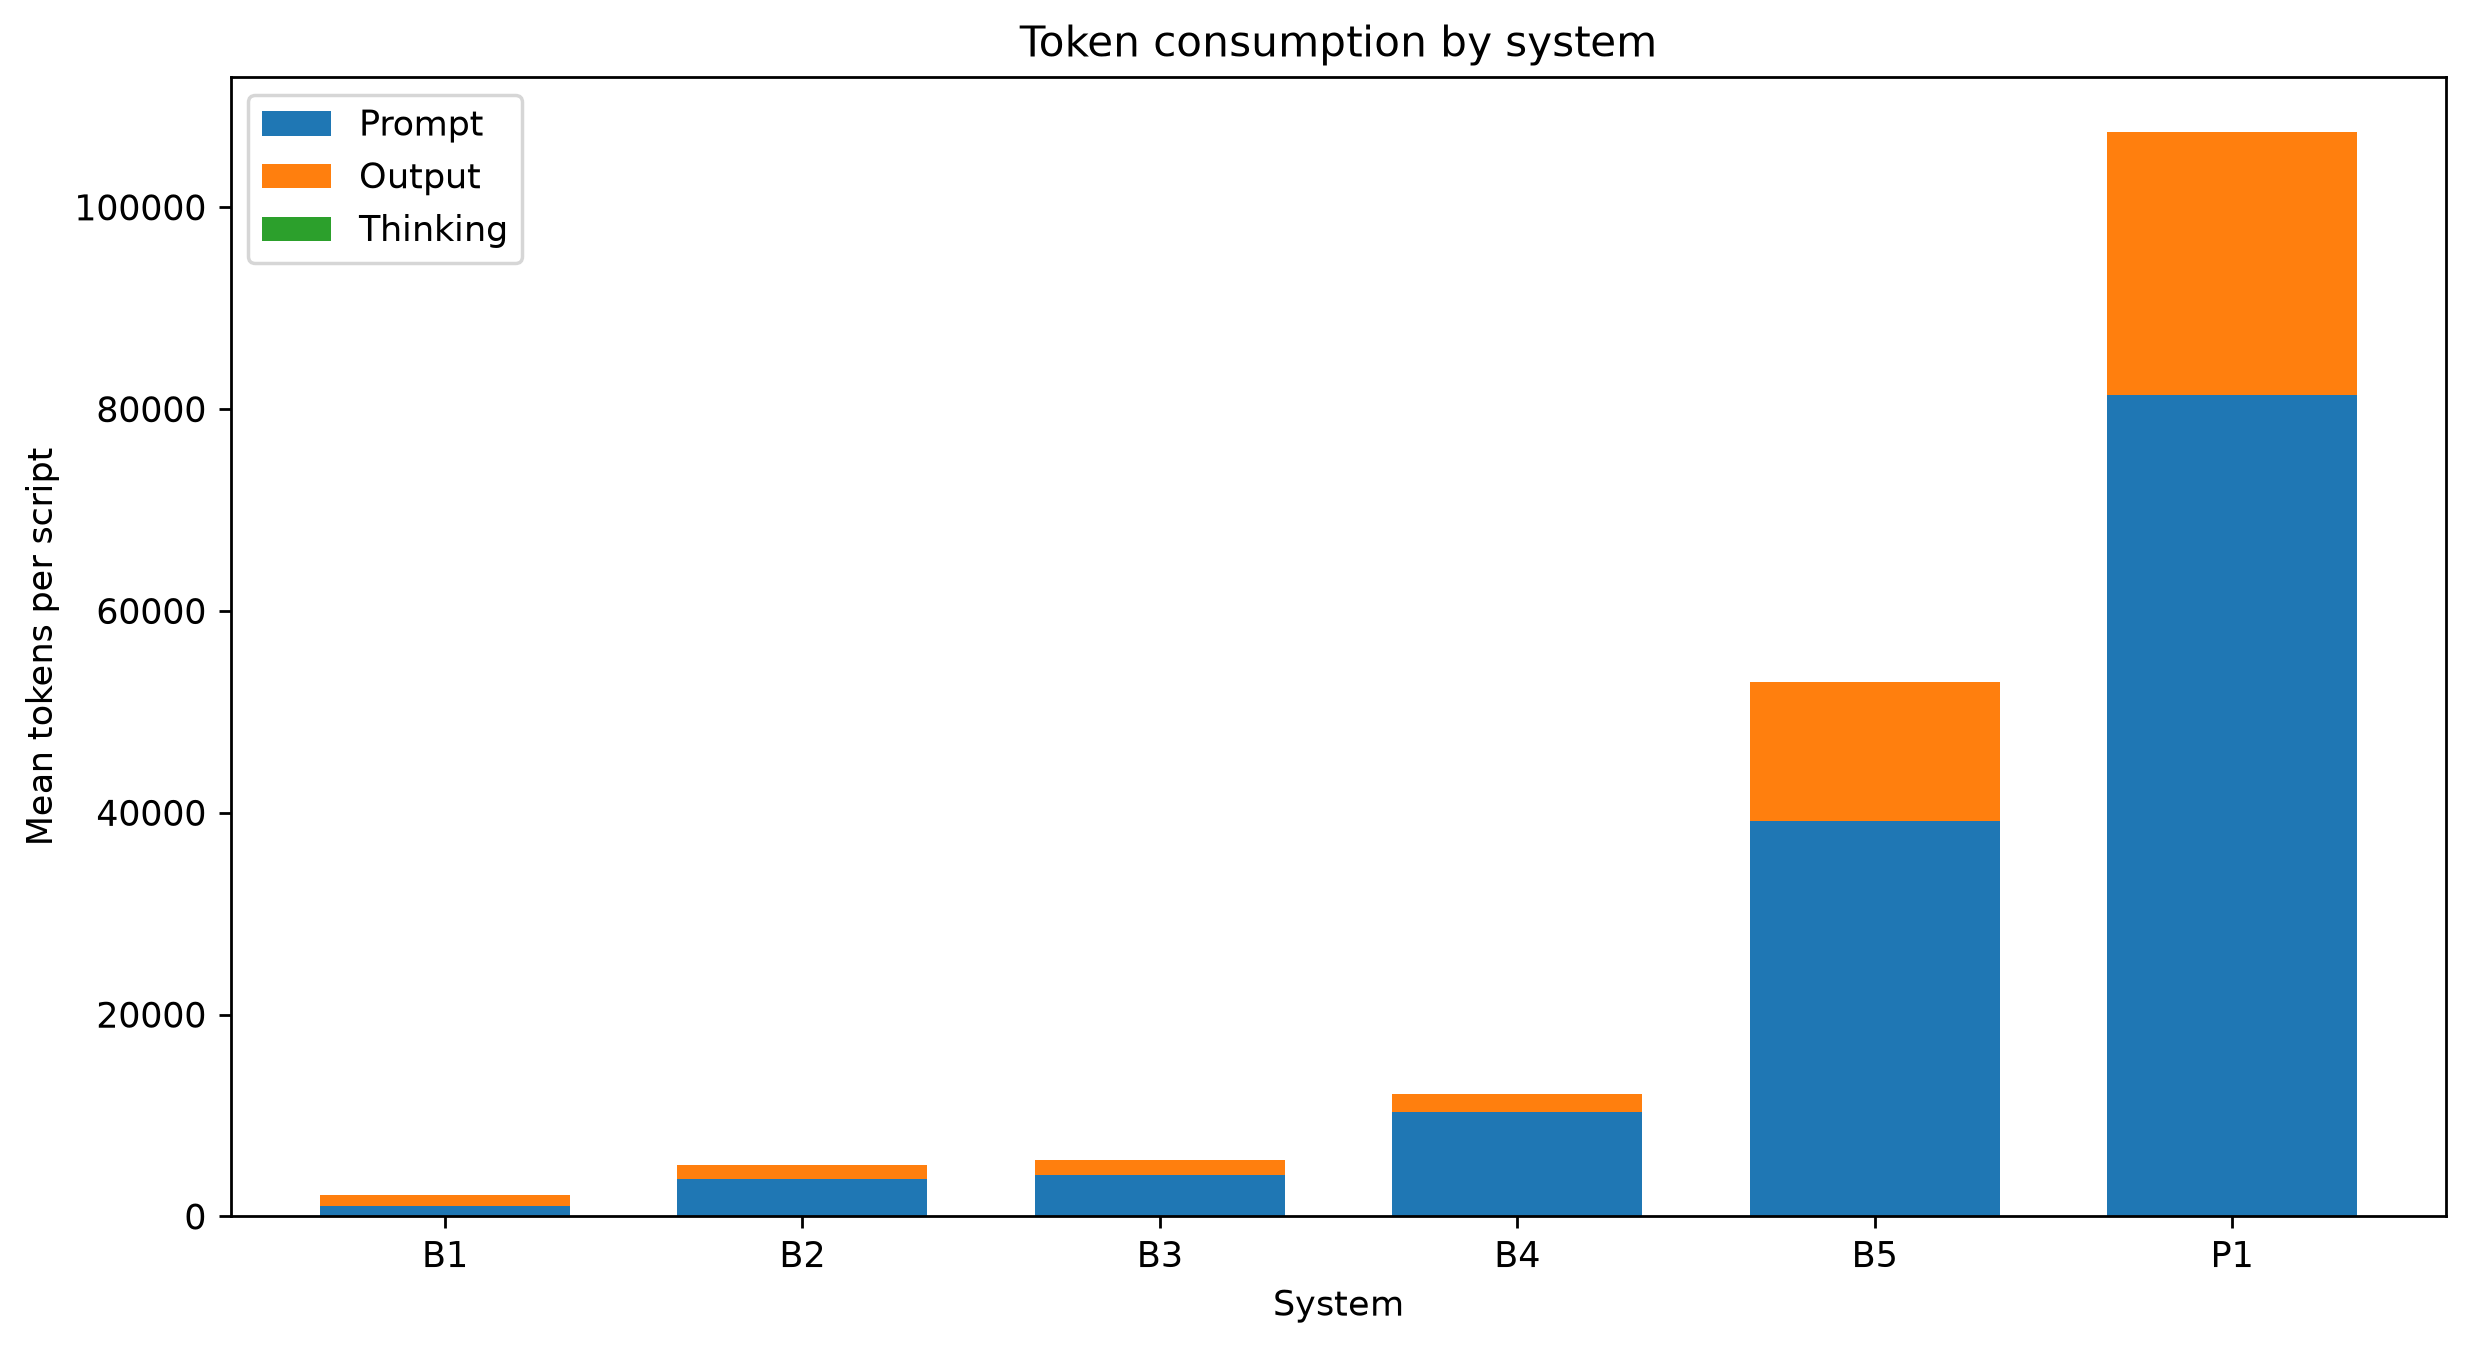 Token consumption by system
Prompt
Output
Thinking
Mean tokens per script
100000
80000
60000
40000
20000
0
B1 B2 B3 B4 B5 P1
System